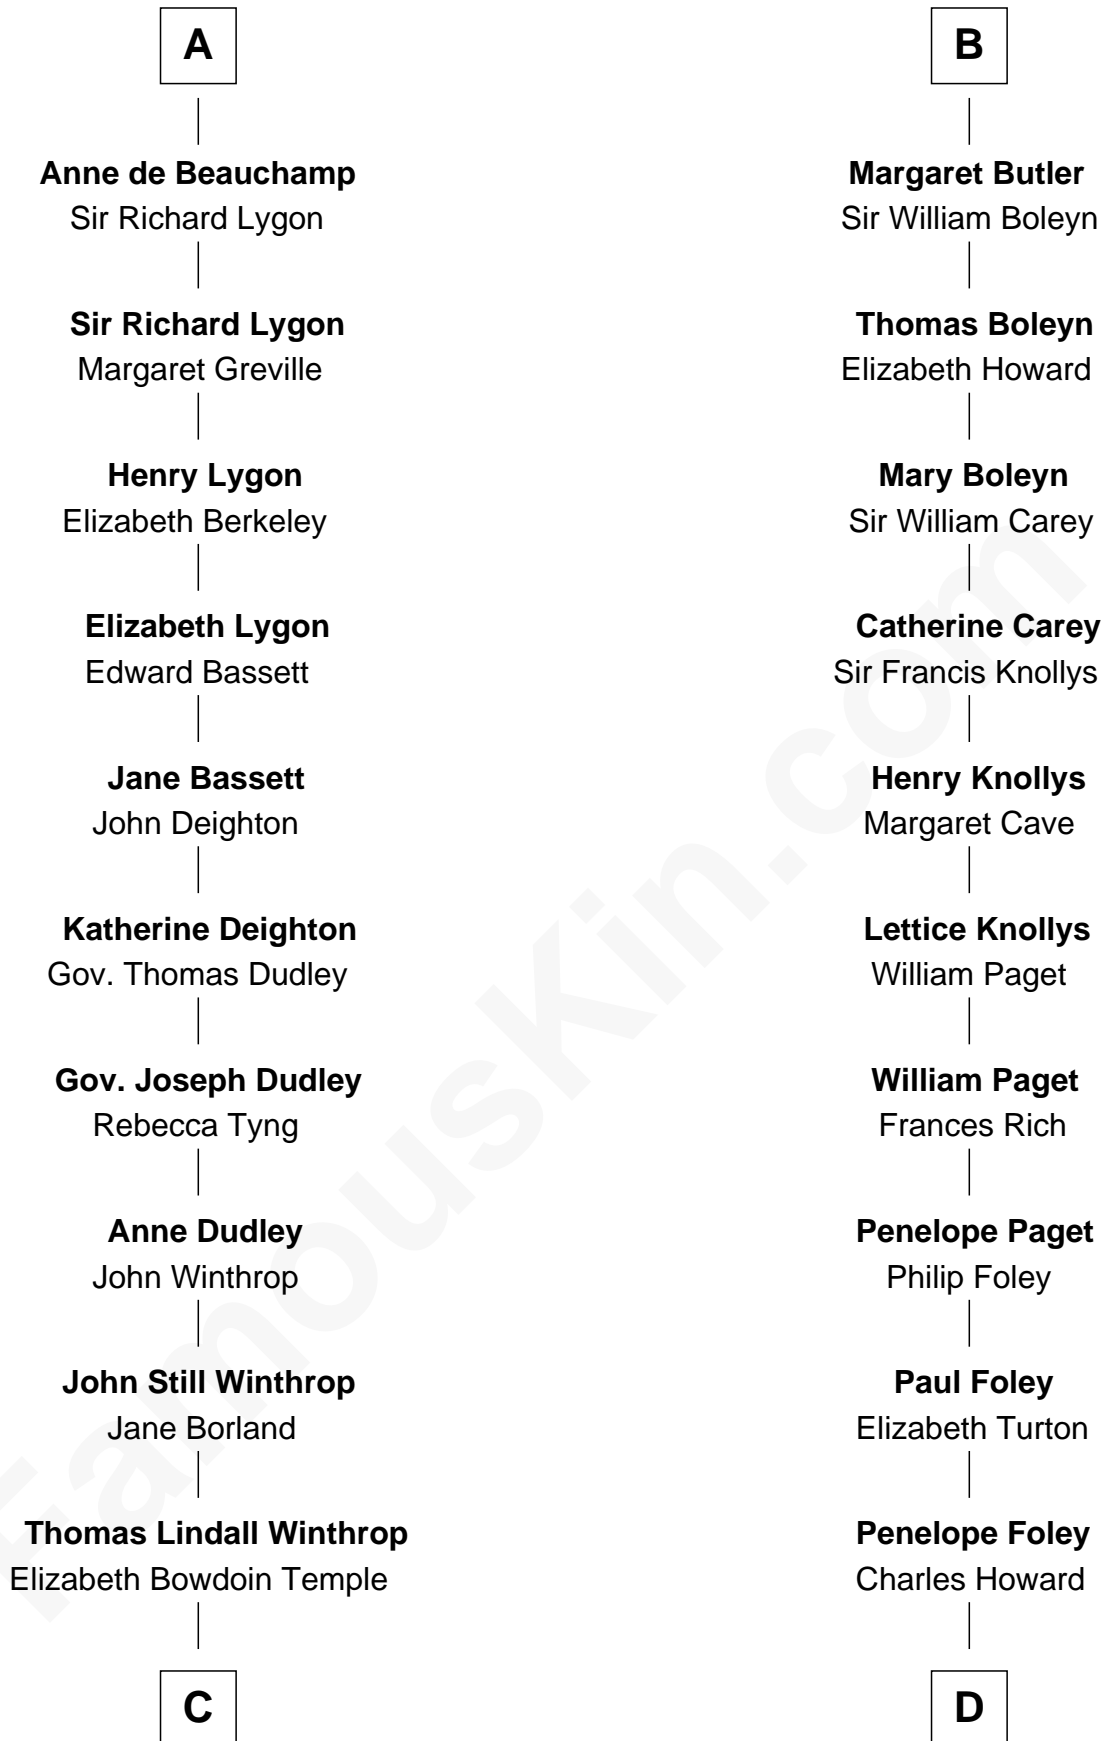 A
Anne de Beauchamp
Sir Richard Lygon
Sir Richard Lygon
Margaret Greville
Henry Lygon
Elizabeth Berkeley
Elizabeth Lygon
Edward Bassett
Jane Bassett
John Deighton
Katherine Deighton
Gov. Thomas Dudley
Gov. Joseph Dudley
Rebecca Tyng
Anne Dudley
John Winthrop
John Still Winthrop
Jane Borland
Thomas Lindall Winthrop
Elizabeth Bowdoin Temple
C
B
Margaret Butler
Sir William Boleyn
Thomas Boleyn
Elizabeth Howard
Mary Boleyn
Sir William Carey
Catherine Carey
Sir Francis Knollys
Henry Knollys
Margaret Cave
Lettice Knollys
William Paget
William Paget
Frances Rich
Penelope Paget
Philip Foley
Paul Foley
Elizabeth Turton
Penelope Foley
Charles Howard
D
FamousKin.com